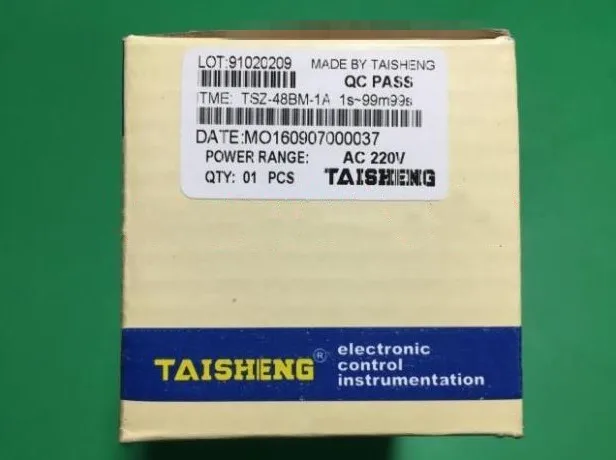 LOT:91020209 MADE BY TAISHENG
QC PASS
ITME: TSZ-48BM-1A 1s~99m99s
DATE:MO160907000037
POWER RANGE: AC 220V
QTY: 01 PCS TAISHENG
TAISHENG® electronic
control
instrumentation